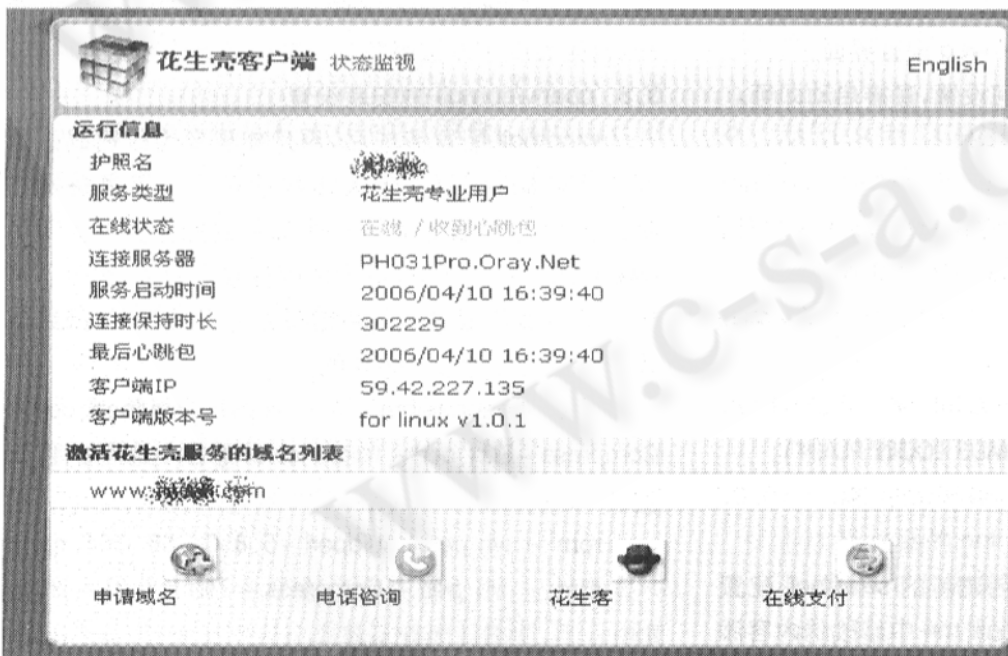 花生壳客户端 状态监视 English
运行信息
护照名
服务类型 花生壳专业用户
在线状态 在线 / 收到心跳包
连接服务器 PH031Pro.Oray.Net
服务启动时间 2006/04/10 16:39:40
连接保持时长 302229
最后心跳包 2006/04/10 16:39:40
客户端IP 59.42.227.135
客户端版本号 for linux v1.0.1
激活花生壳服务的域名列表
www. .com
申请域名 电话咨询 花生客 在线支付
www.c-s-a.c